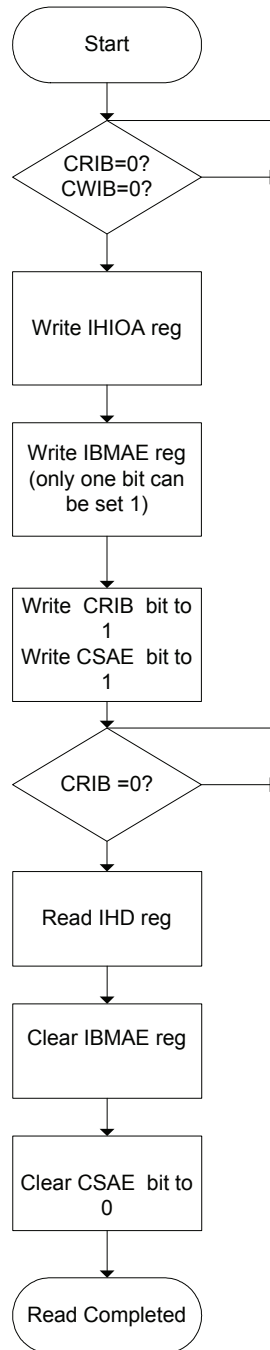 Start
CRIB=0?
CWIB=0?
Write IHIOA reg
Write IBMAE reg
(only one bit can
be set 1)
Write CRIB bit to
1
Write CSAE bit to
1
CRIB =0?
Read IHD reg
Clear IBMAE reg
Clear CSAE bit to
0
Read Completed